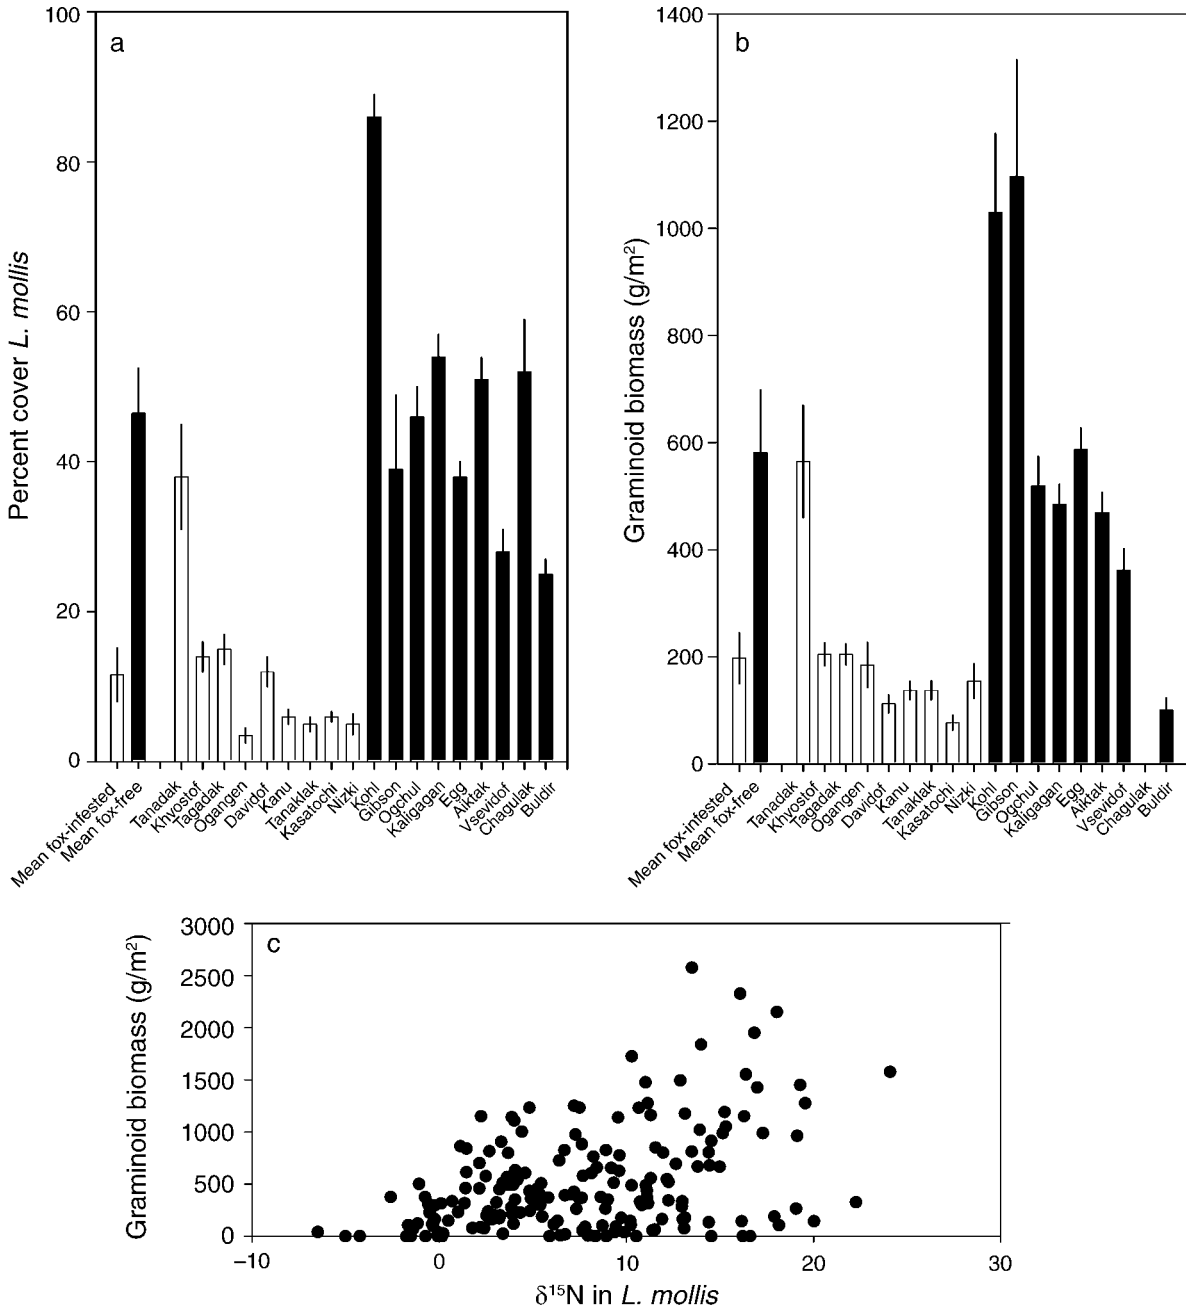 a
Percent cover L. mollis
100
80
60
40
20
0
Mean fox-infested
Mean fox-free
Tanadak
Khyostof
Tagadak
Ogangen
Davidof
Kanu
Tanaklak
Kasatochi
Nizki
Kohl
Gibson
Ogchul
Kaligagan
Egg
Aiktak
Vsevidof
Chagulak
Buldir
b
Graminoid biomass (g/m²)
1400
1200
1000
800
600
400
200
0
Mean fox-infested
Mean fox-free
Tanadak
Khyostof
Tagadak
Ogangen
Davidof
Kanu
Tanaklak
Kasatochi
Nizki
Kohl
Gibson
Ogchul
Kaligagan
Egg
Aiktak
Vsevidof
Chagulak
Buldir
c
Graminoid biomass (g/m²)
3000
2500
2000
1500
1000
500
0
−10 0 10 20 30
δ¹⁵N in L. mollis